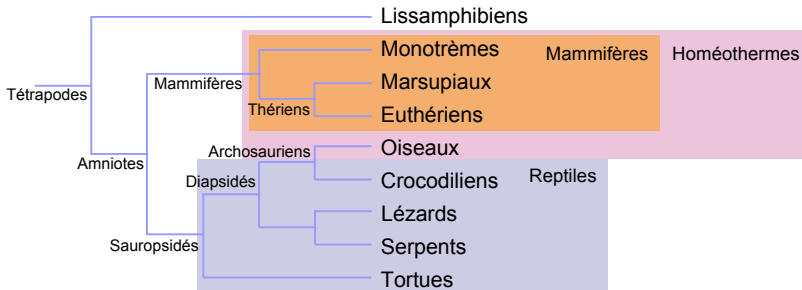 Lissamphibiens
Monotrèmes
Mammifères
Homéothermes
Mammifères
Marsupiaux
Tétrapodes
Thériens
Euthériens
Archosauriens
Oiseaux
Amniotes
Diapsidés
Crocodiliens
Reptiles
Lézards
Sauropsidés
Serpents
Tortues